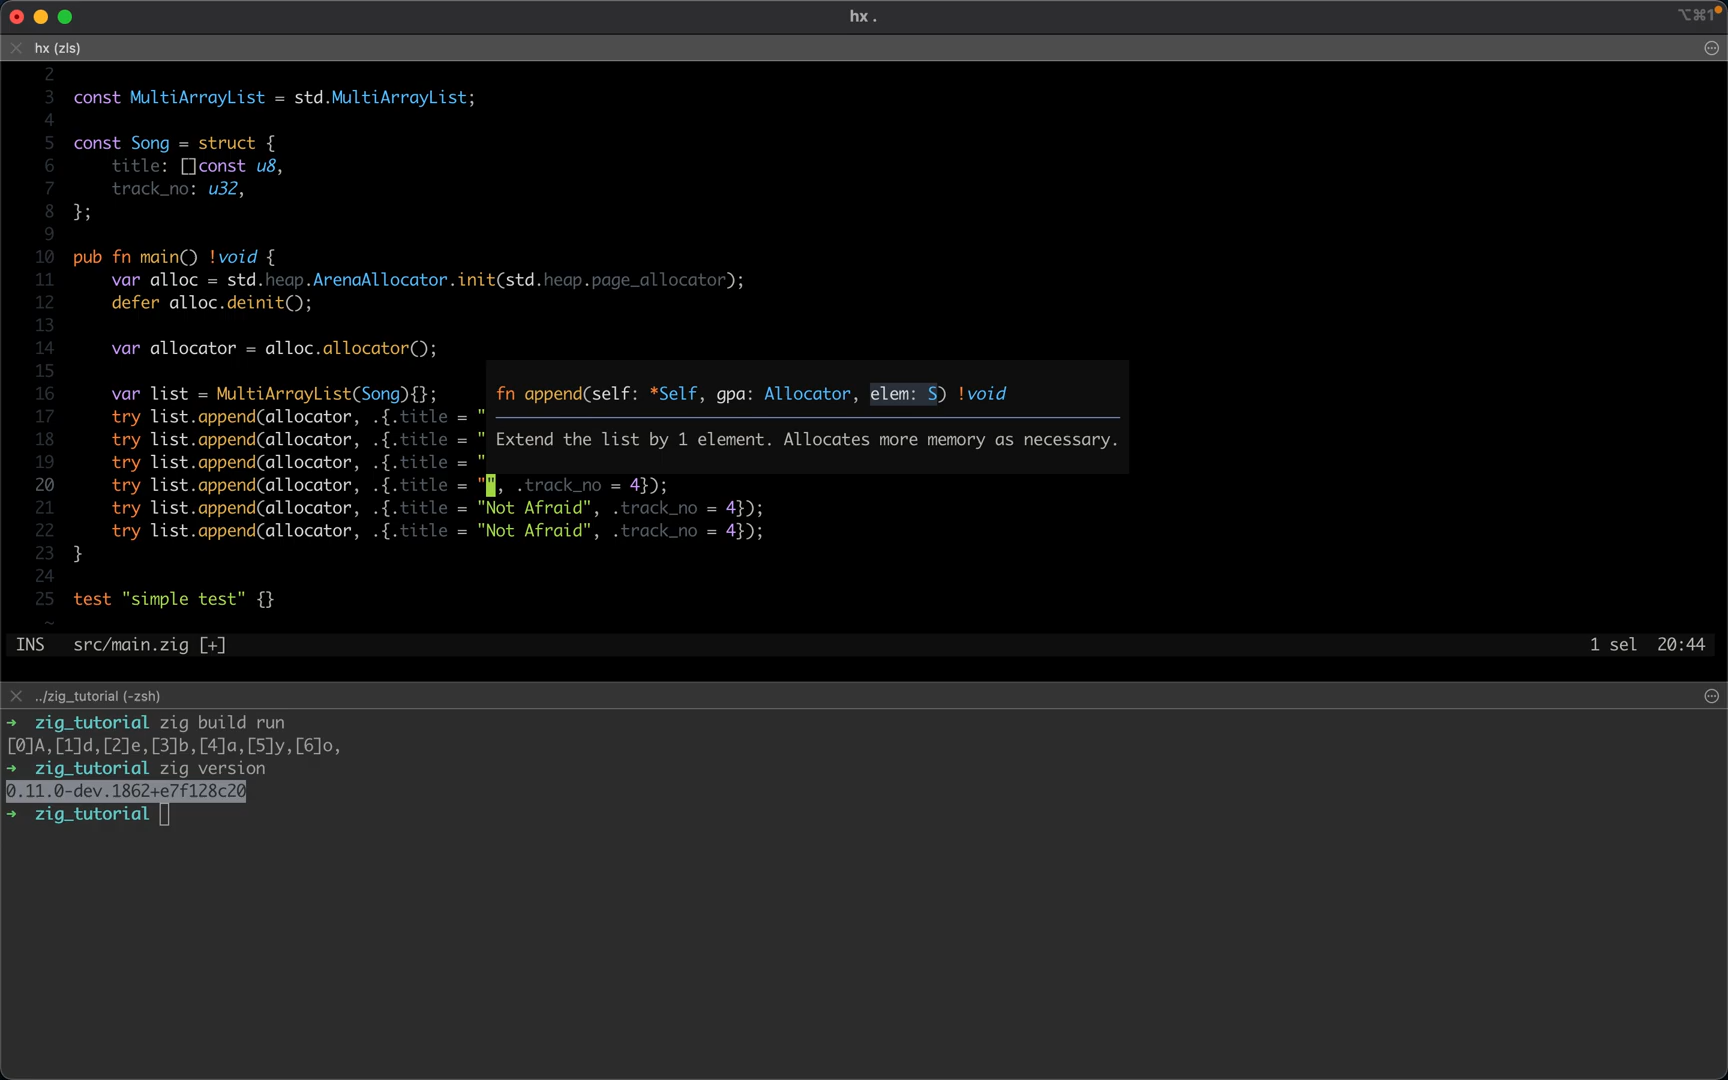 hx .
⌥⌘1
hx (zls)
2
3 const MultiArrayList = std.MultiArrayList;
4
5 const Song = struct {
6 title: []const u8,
7 track_no: u32,
8 };
9
10 pub fn main() !void {
11 var alloc = std.heap.ArenaAllocator.init(std.heap.page_allocator);
12 defer alloc.deinit();
13
14 var allocator = alloc.allocator();
15
16 var list = MultiArrayList(Song){};
fn append(self: *Self, gpa: Allocator, elem: S) !void
17 try list.append(allocator, .{.title = "
18 try list.append(allocator, .{.title = "
Extend the list by 1 element. Allocates more memory as necessary.
19 try list.append(allocator, .{.title = "
20 try list.append(allocator, .{.title = "", .track_no = 4});
21 try list.append(allocator, .{.title = "Not Afraid", .track_no = 4});
22 try list.append(allocator, .{.title = "Not Afraid", .track_no = 4});
23 }
24
25 test "simple test" {}
~
INS src/main.zig [+] 1 sel 20:44
../zig_tutorial (-zsh)
→ zig_tutorial zig build run
[0]A,[1]d,[2]e,[3]b,[4]a,[5]y,[6]o,
→ zig_tutorial zig version
0.11.0-dev.1862+e7f128c20
→ zig_tutorial